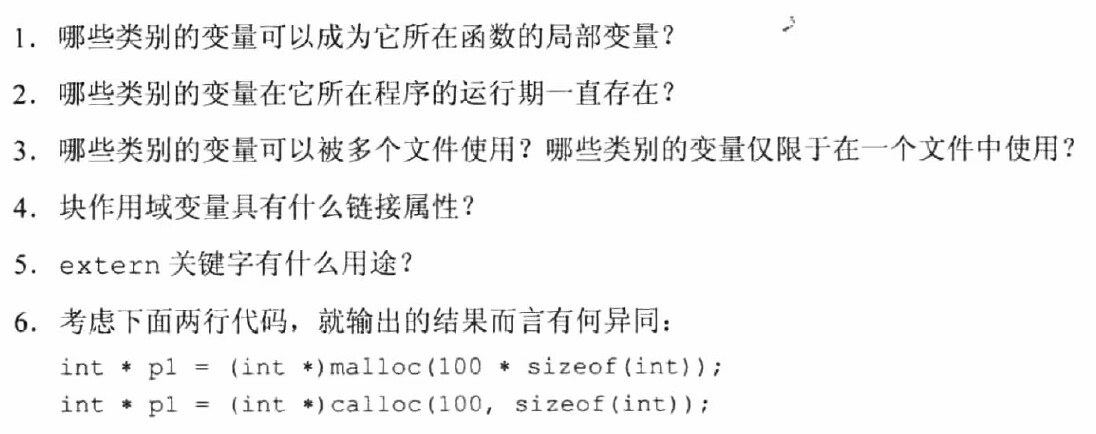 1. 哪些类别的变量可以成为它所在函数的局部变量？
2. 哪些类别的变量在它所在程序的运行期一直存在？
3. 哪些类别的变量可以被多个文件使用？哪些类别的变量仅限于在一个文件中使用？
4. 块作用域变量具有什么链接属性？
5. extern 关键字有什么用途？
6. 考虑下面两行代码，就输出的结果而言有何异同：
int * p1 = (int *)malloc(100 * sizeof(int));
int * p1 = (int *)calloc(100, sizeof(int));